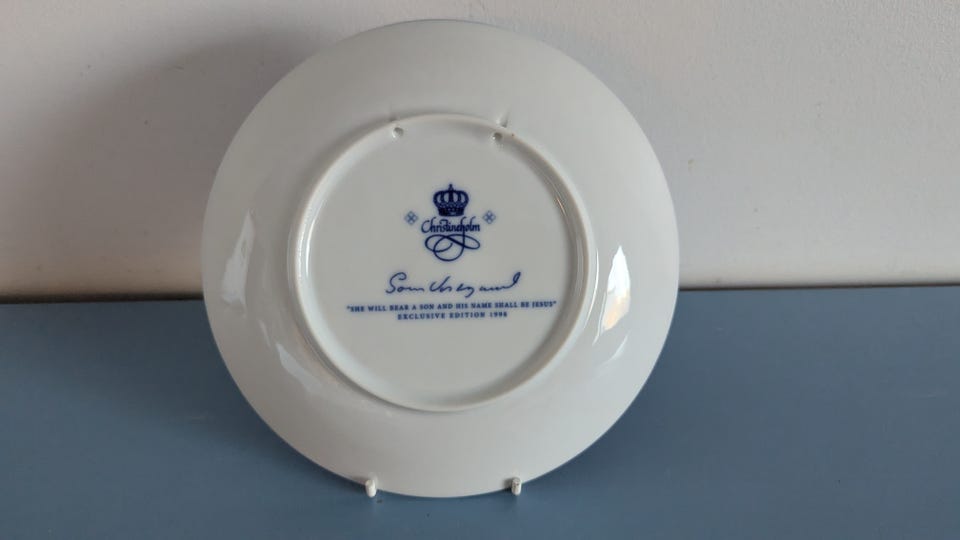 Christineholm
"SHE WILL BEAR A SON AND HIS NAME SHALL BE JESUS"
EXCLUSIVE EDITION 1998